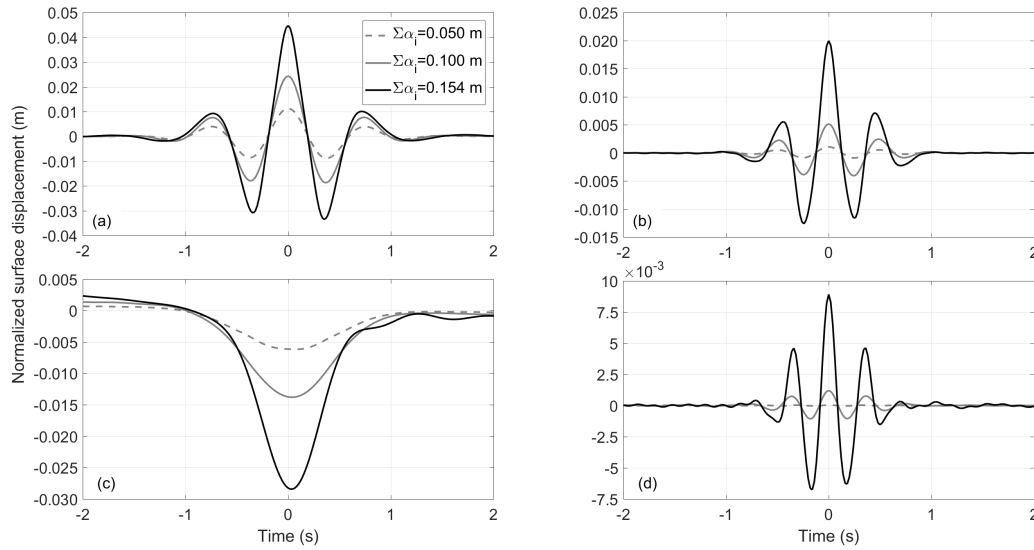 Normalized surface displacement (m)
0.05
0.04
0.03
0.02
0.01
0
-0.01
-0.02
-0.03
-0.04
-2 -1 0 1 2
(a)
Σαi=0.050 m
Σαi=0.100 m
Σαi=0.154 m
0.025
0.020
0.015
0.010
0.005
0
-0.005
-0.010
-0.015
-2 -1 0 1 2
(b)
0.005
0
-0.005
-0.010
-0.015
-0.020
-0.025
-0.030
-2 -1 0 1 2
(c)
Time (s)
×10-3
10
7.5
5
2.5
0
-2.5
-5
-7.5
-2 -1 0 1 2
(d)
Time (s)